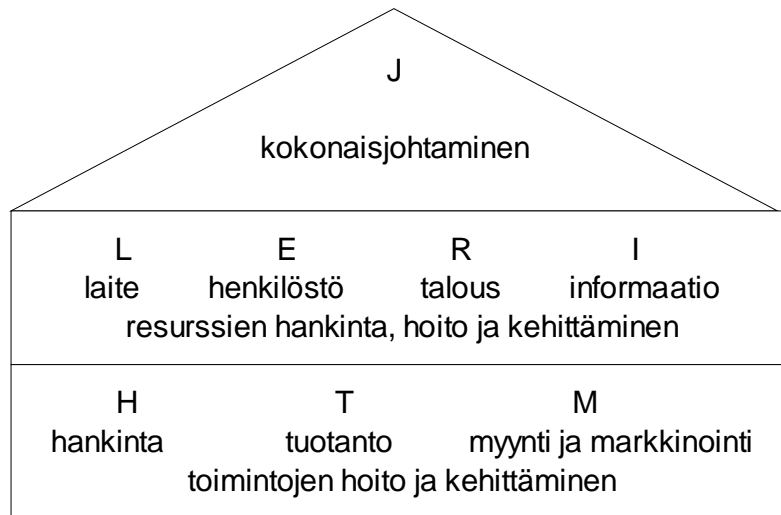 J
kokonaisjohtaminen
L E R I
laite henkilöstö talous informaatio
resurssien hankinta, hoito ja kehittäminen
H T M
hankinta tuotanto myynti ja markkinointi
toimintojen hoito ja kehittäminen